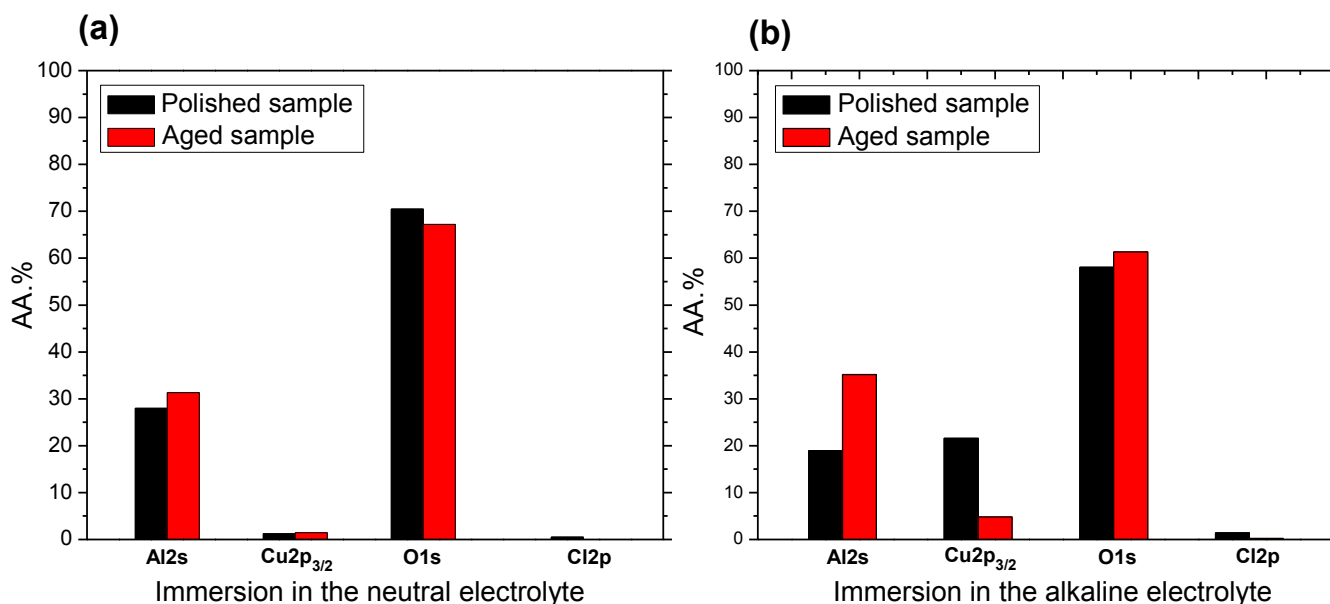 (a)
100
90
80
70
60
50
40
30
20
10
0
AA.%
Polished sample
Aged sample
Al2s
Cu2p3/2
O1s
Cl2p
Immersion in the neutral electrolyte
(b)
100
90
80
70
60
50
40
30
20
10
0
AA.%
Polished sample
Aged sample
Al2s
Cu2p3/2
O1s
Cl2p
Immersion in the alkaline electrolyte